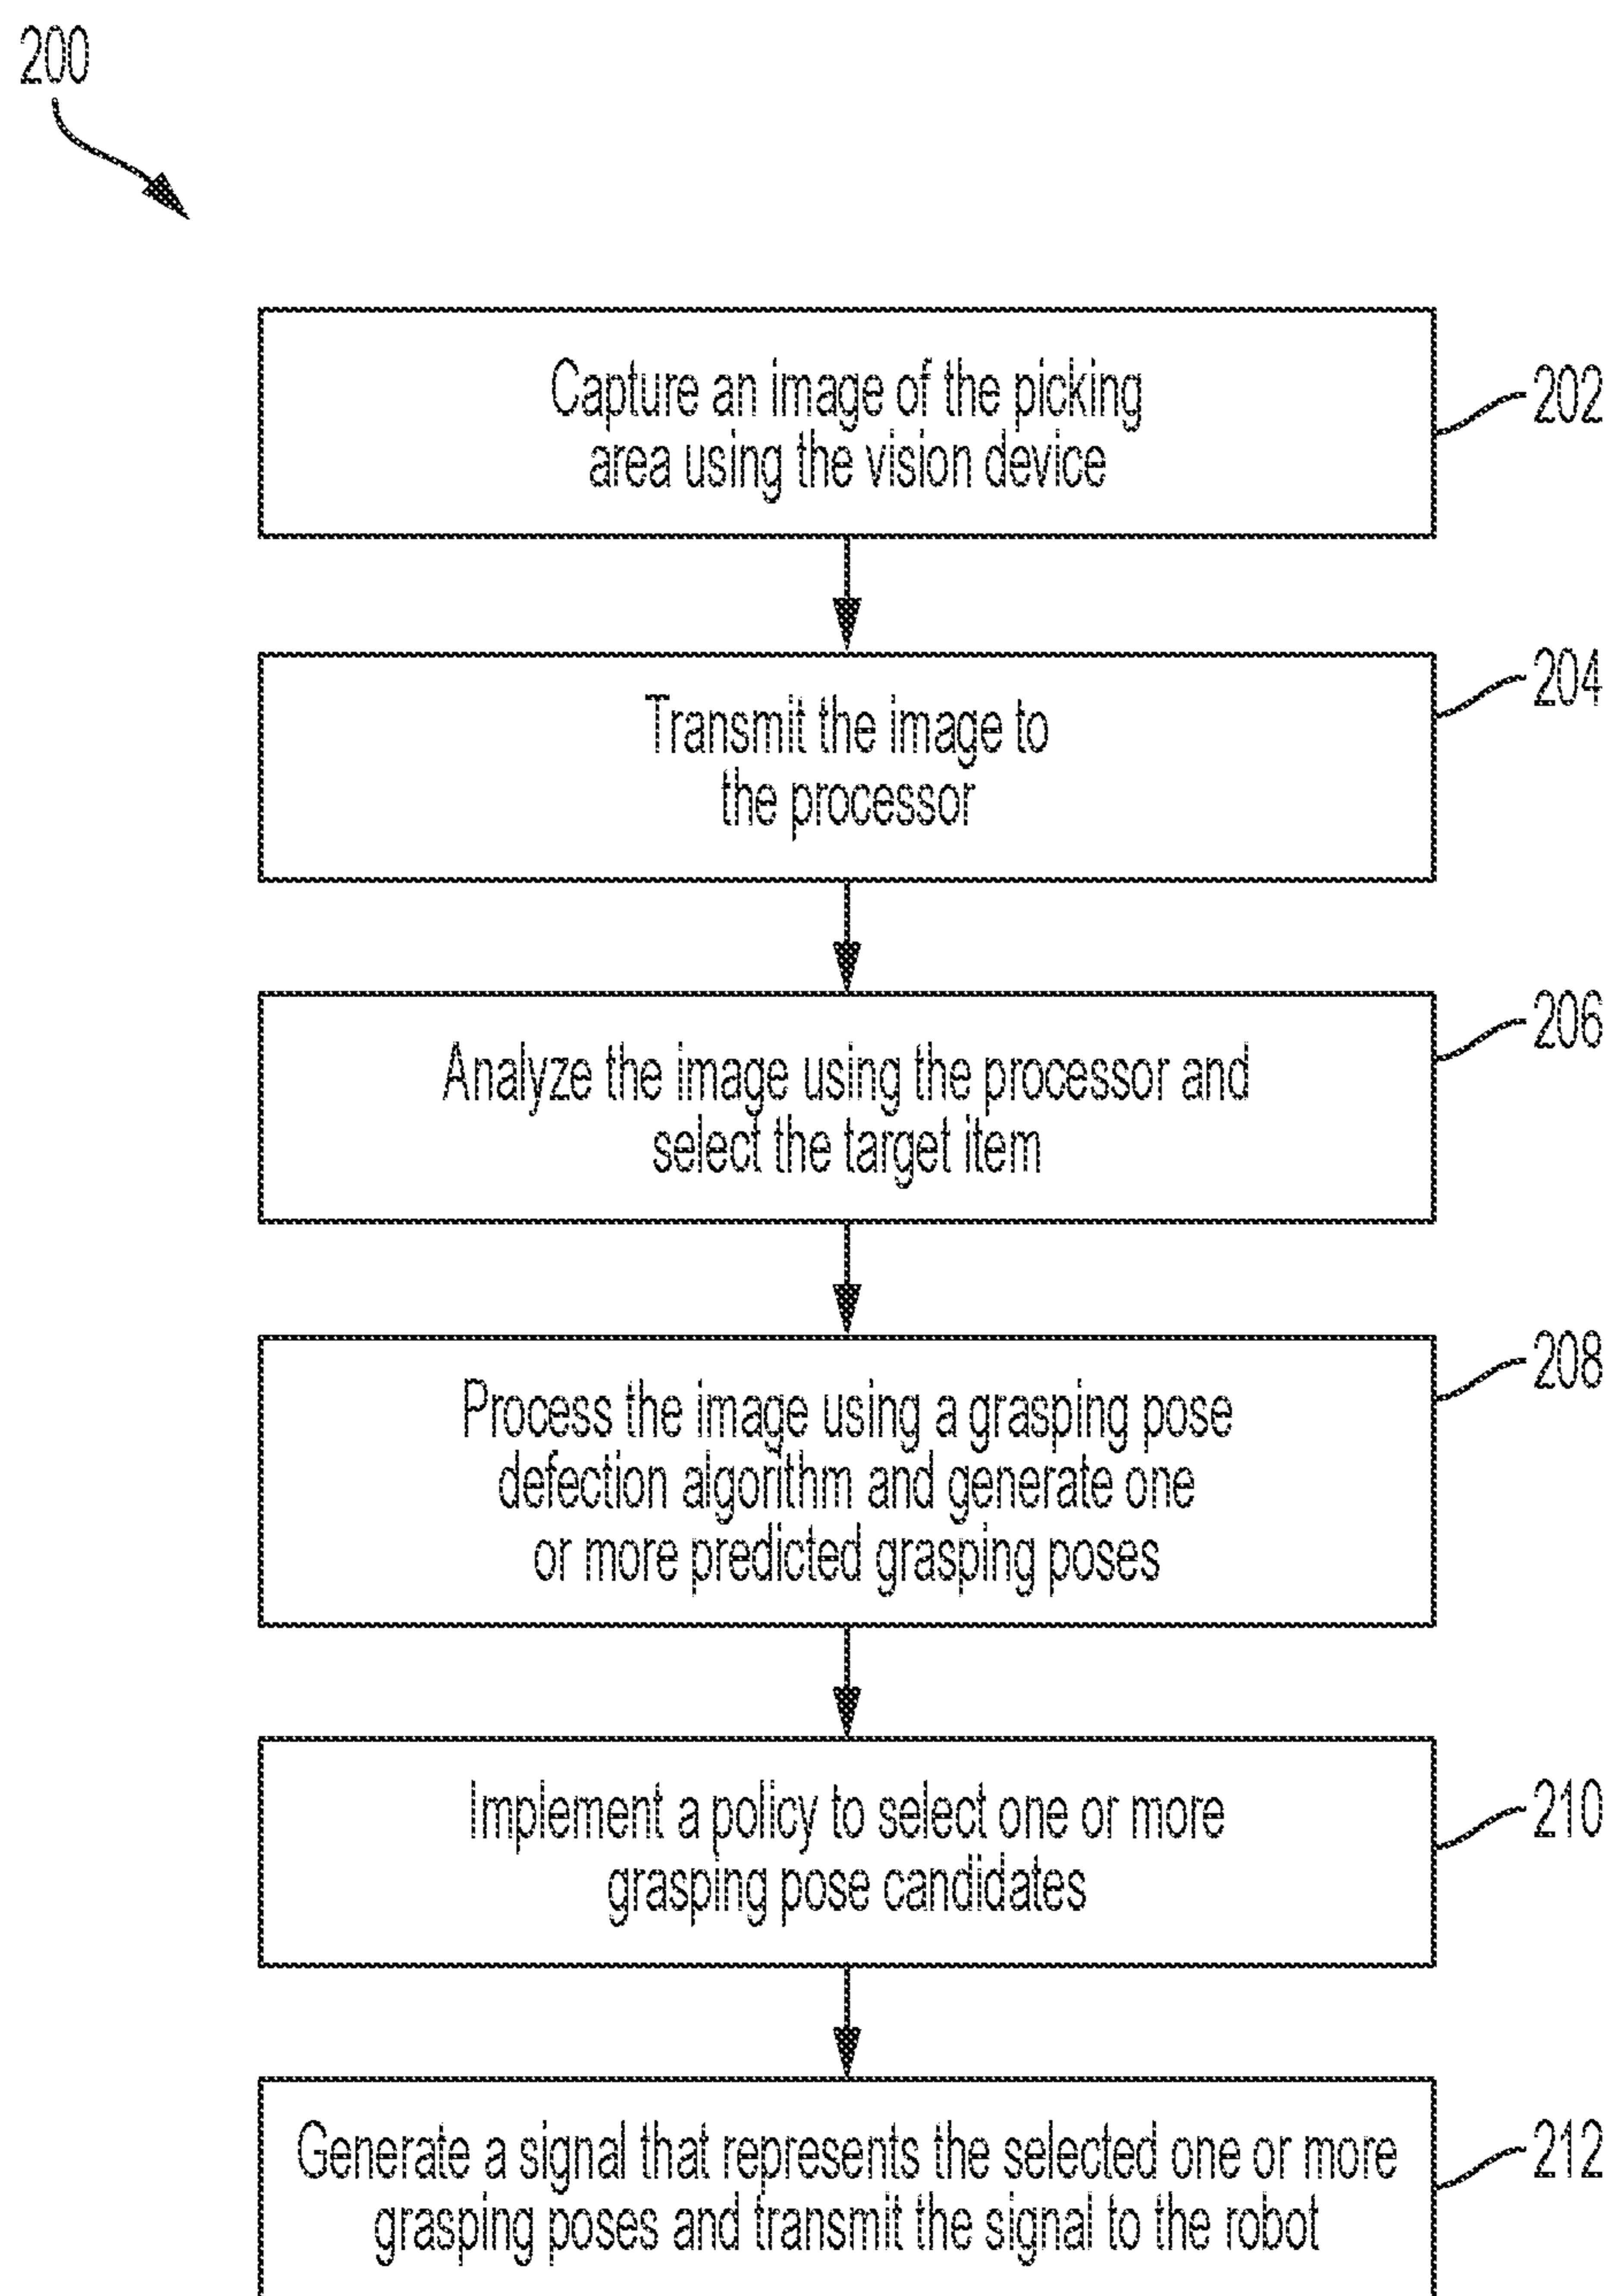 200
Capture an image of the picking
area using the vision device
202
Transmit the image to
the processor
204
Analyze the image using the processor and
select the target item
206
Process the image using a grasping pose
defection algorithm and generate one
or more predicted grasping poses
208
Implement a policy to select one or more
grasping pose candidates
210
Generate a signal that represents the selected one or more
grasping poses and transmit the signal to the robot
212